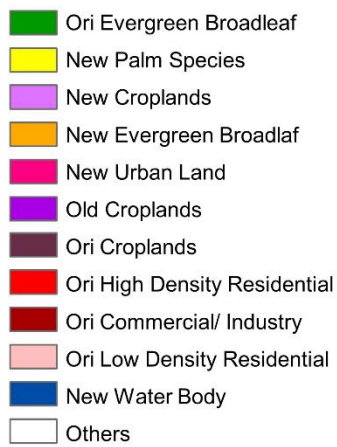 Ori Evergreen Broadleaf
New Palm Species
New Croplands
New Evergreen Broadlaf
New Urban Land
Old Croplands
Ori Croplands
Ori High Density Residential
Ori Commercial/ Industry
Ori Low Density Residential
New Water Body
Others